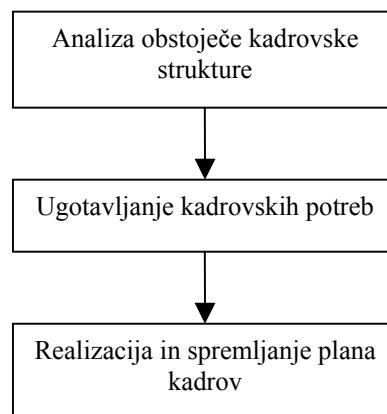 Analiza obstoječe kadrovske
strukture
Ugotavljanje kadrovskih potreb
Realizacija in spremljanje plana
kadrov